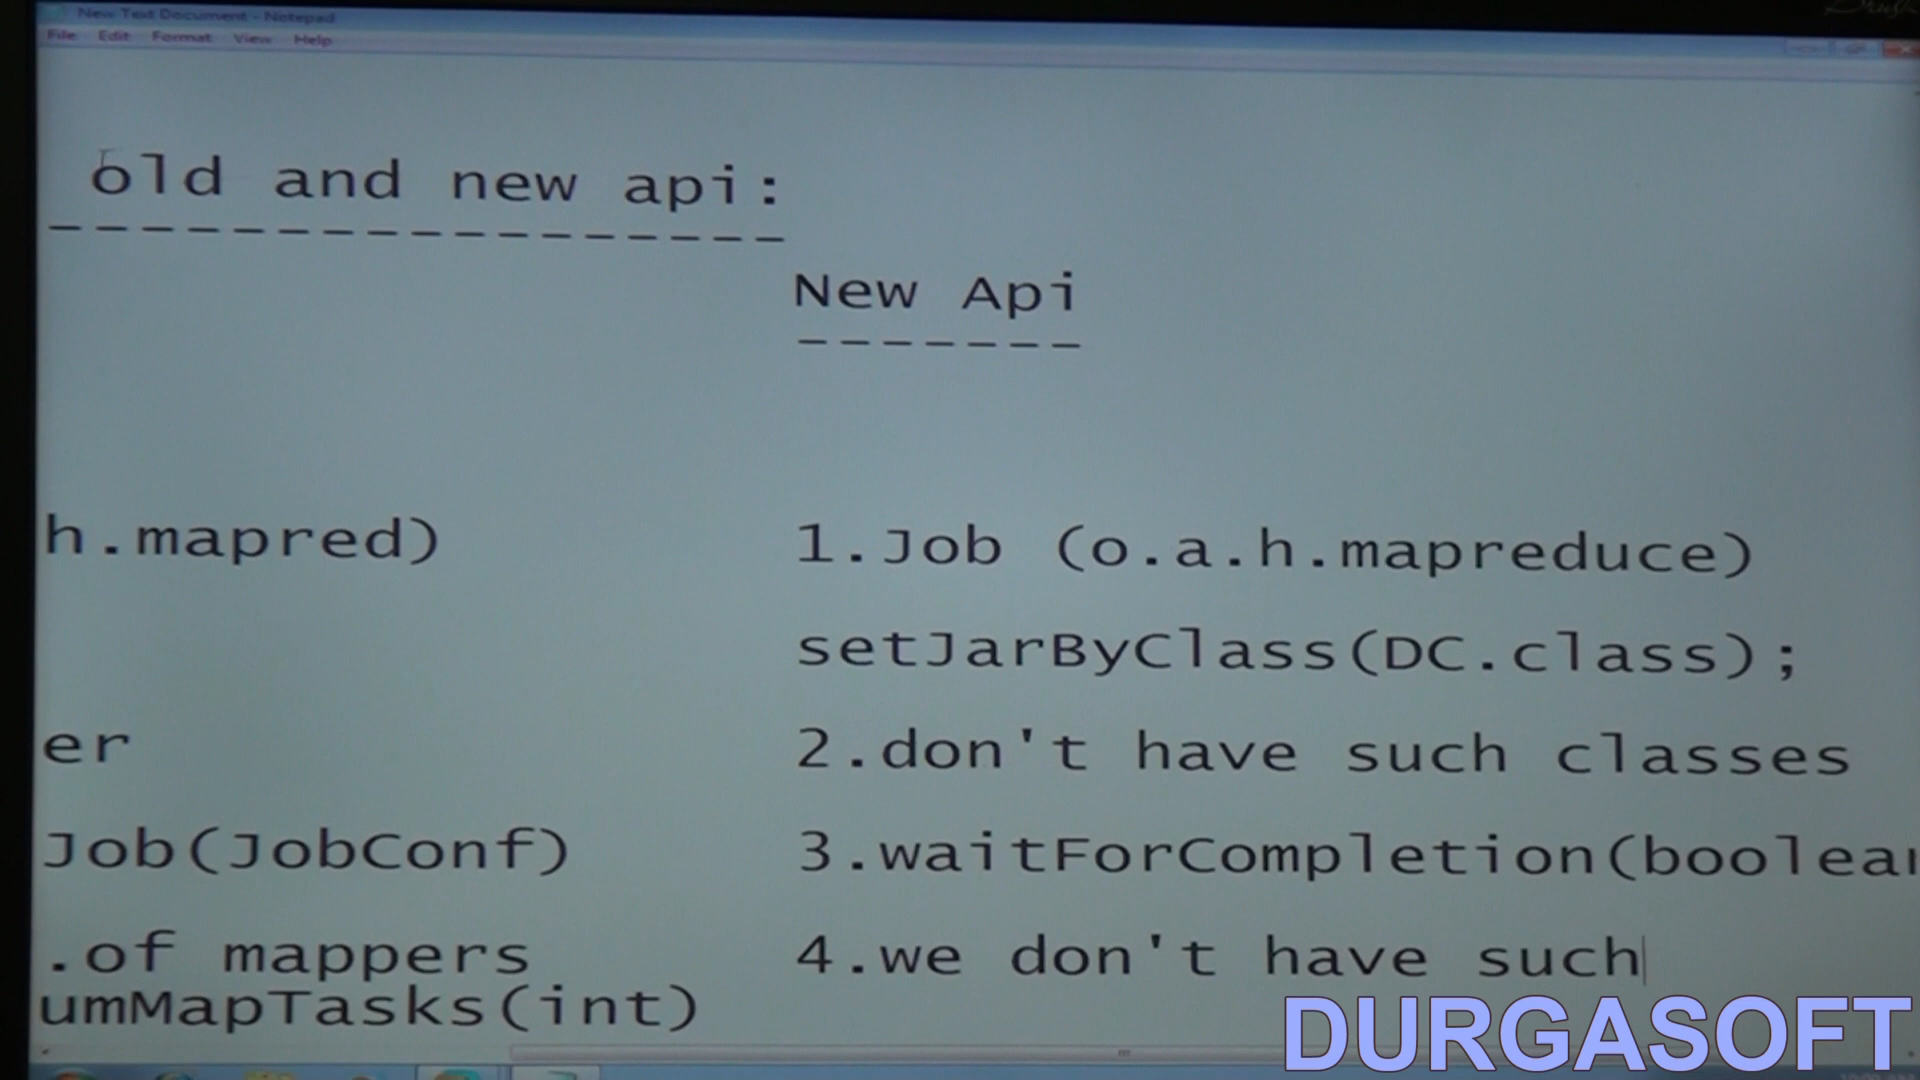 New Text Document - Notepad
File Edit Format View Help
old and new api:
------------------
New Api
-------
h.mapred) 1.Job (o.a.h.mapreduce)
setJarByClass(DC.class);
er 2.don't have such classes
Job(JobConf) 3.waitForCompletion(boolean
.of mappers 4.we don't have such
umMapTasks(int)
DURGASOFT